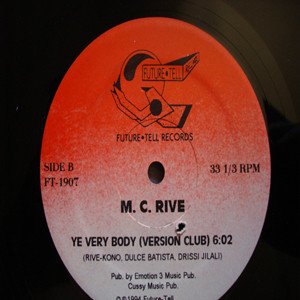 FUTURE•TELL
FUTURE•TELL RECORDS
SIDE B
FT-1907
33 1/3 RPM
M. C. RIVE
YE VERY BODY (VERSION CLUB) 6:02
(RIVE-KONO, DULCE BATISTA, DRISSI JILALI)
Pub. by Emotion 3 Music Pub.
Cussy Music Pub.
© 1994 Future-Tell